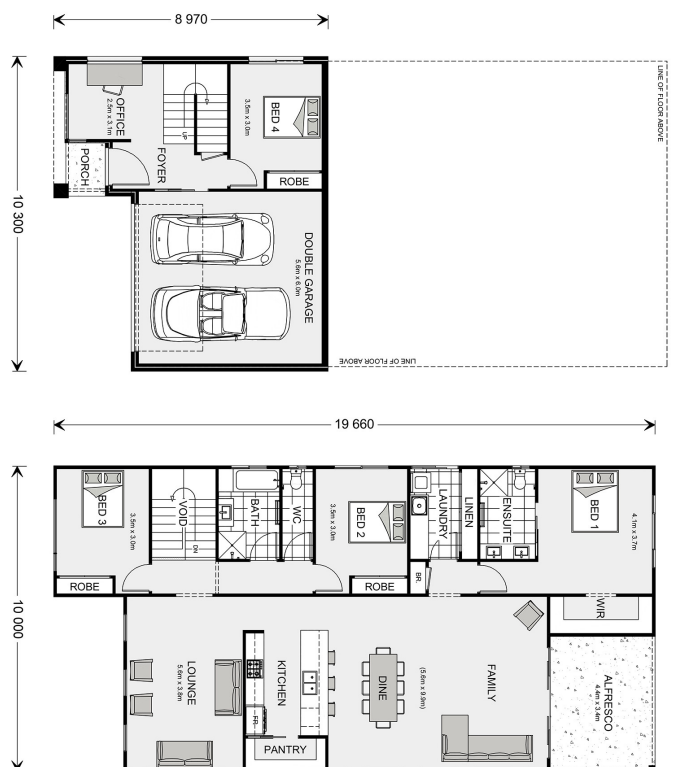 8 970
10 300
LINE OF FLOOR ABOVE
OFFICE
2.5m x 3.1m
UP
DN
3.5m x 3.0m
BED 4
PORCH
FOYER
ROBE
DOUBLE GARAGE
5.6m x 6.0m
LINE OF FLOOR ABOVE
19 660
10 000
BED 3
3.5m x 3.0m
VOID
DN
BATH
WC
3.5m x 3.0m
BED 2
LAUNDRY
LINEN
ENSUITE
BED 1
4.1m x 3.7m
ROBE
ROBE
BR.
WIR
LOUNGE
5.6m x 3.8m
KITCHEN
FR.
PANTRY
DINE
(5.6m x 9.9m)
FAMILY
ALFRESCO
4.4m x 3.4m